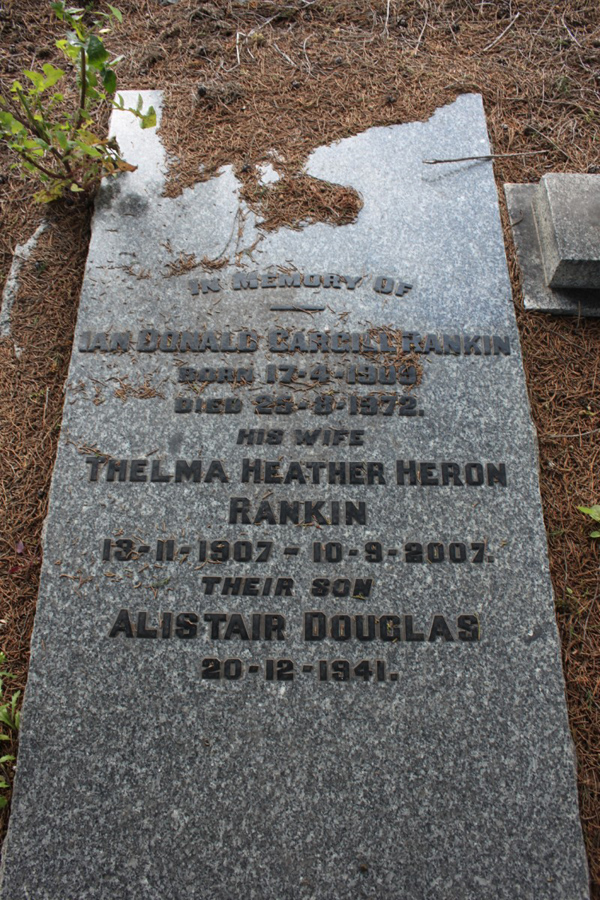 IN MEMORY OF
IAN DONALD CARGILL RANKIN
BORN 17-4-1909
DIED 25-8-1972.
HIS WIFE
THELMA HEATHER HERON
RANKIN
13-11-1907 - 10-9-2007.
THEIR SON
ALISTAIR DOUGLAS
20-12-1941.